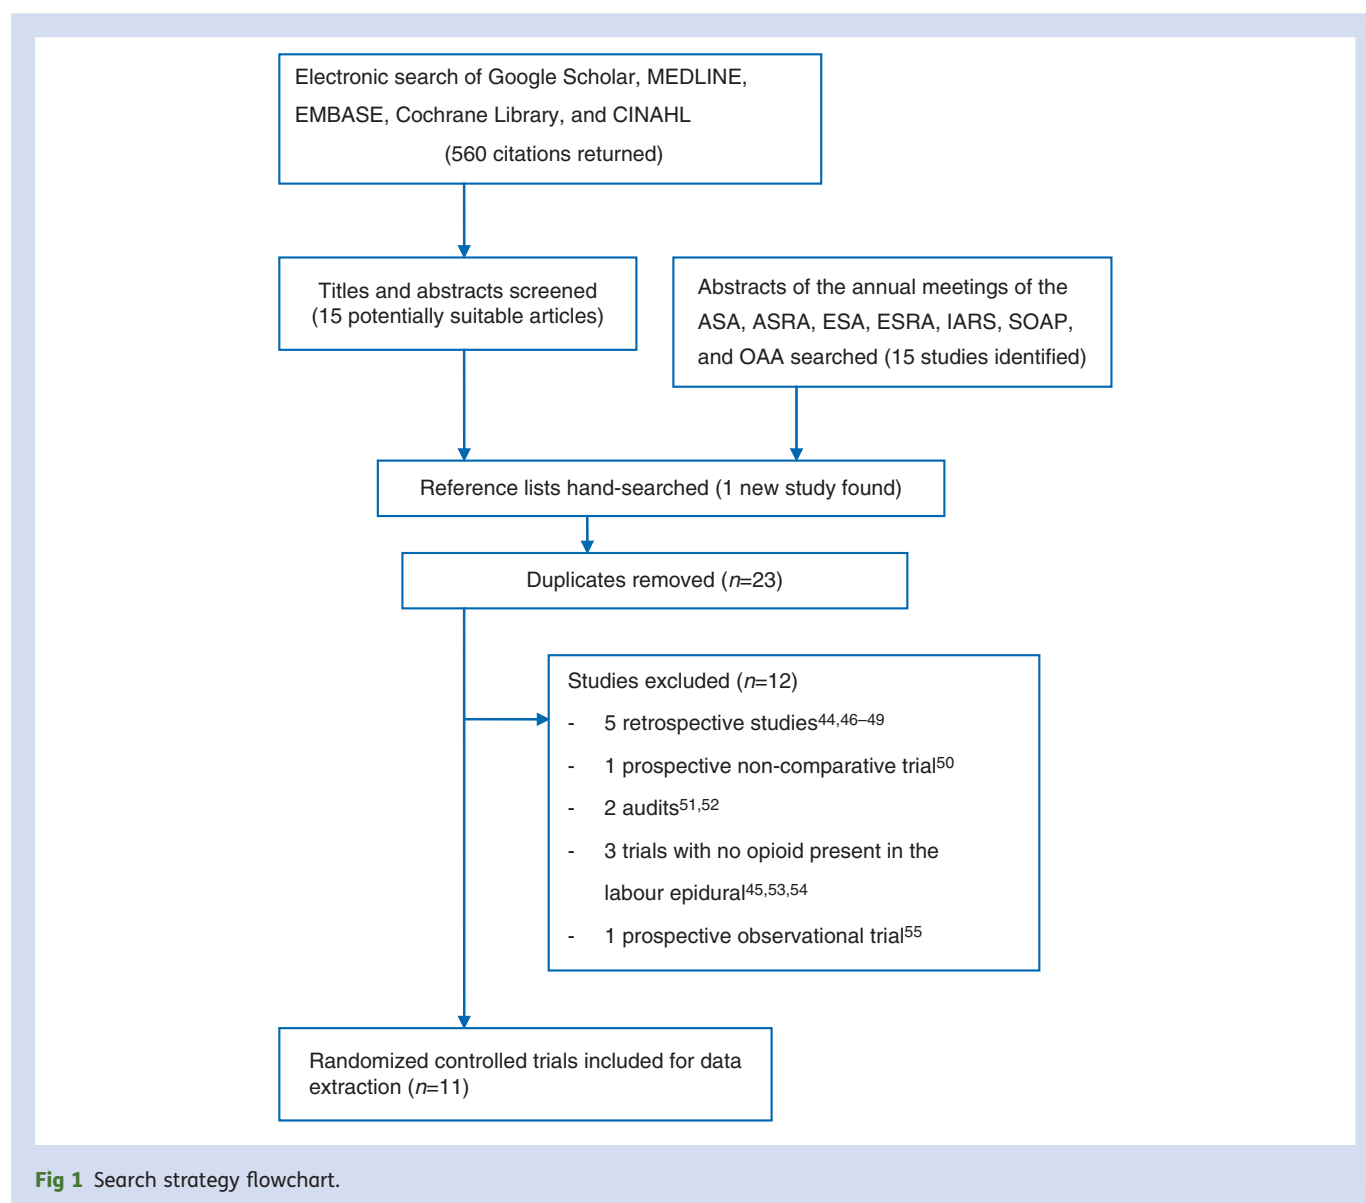 Electronic search of Google Scholar, MEDLINE,
EMBASE, Cochrane Library, and CINAHL
(560 citations returned)
Titles and abstracts screened
(15 potentially suitable articles)
Abstracts of the annual meetings of the
ASA, ASRA, ESA, ESRA, IARS, SOAP,
and OAA searched (15 studies identified)
Reference lists hand-searched (1 new study found)
Duplicates removed (n=23)
Studies excluded (n=12)
- 5 retrospective studies44,46–49
- 1 prospective non-comparative trial50
- 2 audits51,52
- 3 trials with no opioid present in the
labour epidural45,53,54
- 1 prospective observational trial55
Randomized controlled trials included for data
extraction (n=11)
Fig 1 Search strategy flowchart.